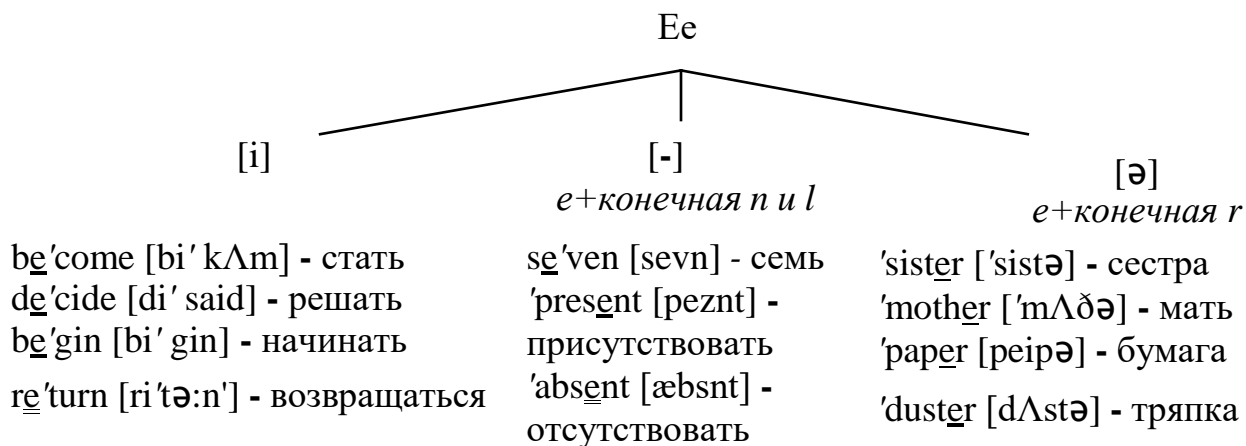 Ee
[i]
[-]
е+конечная n и l
[ə]
е+конечная r
be'come [bi' kΛm] - стать
de'cide [di' said] - решать
be'gin [bi' gin] - начинать
re'turn [ri'tə:n'] - возвращаться
se'ven [sevn] - семь
'present [peznt] -
присутствовать
'absent [æbsnt] -
отсутствовать
'sister ['sistə] - сестра
'mother ['mΛðə] - мать
'paper [peipə] - бумага
'duster [dΛstə] - тряпка